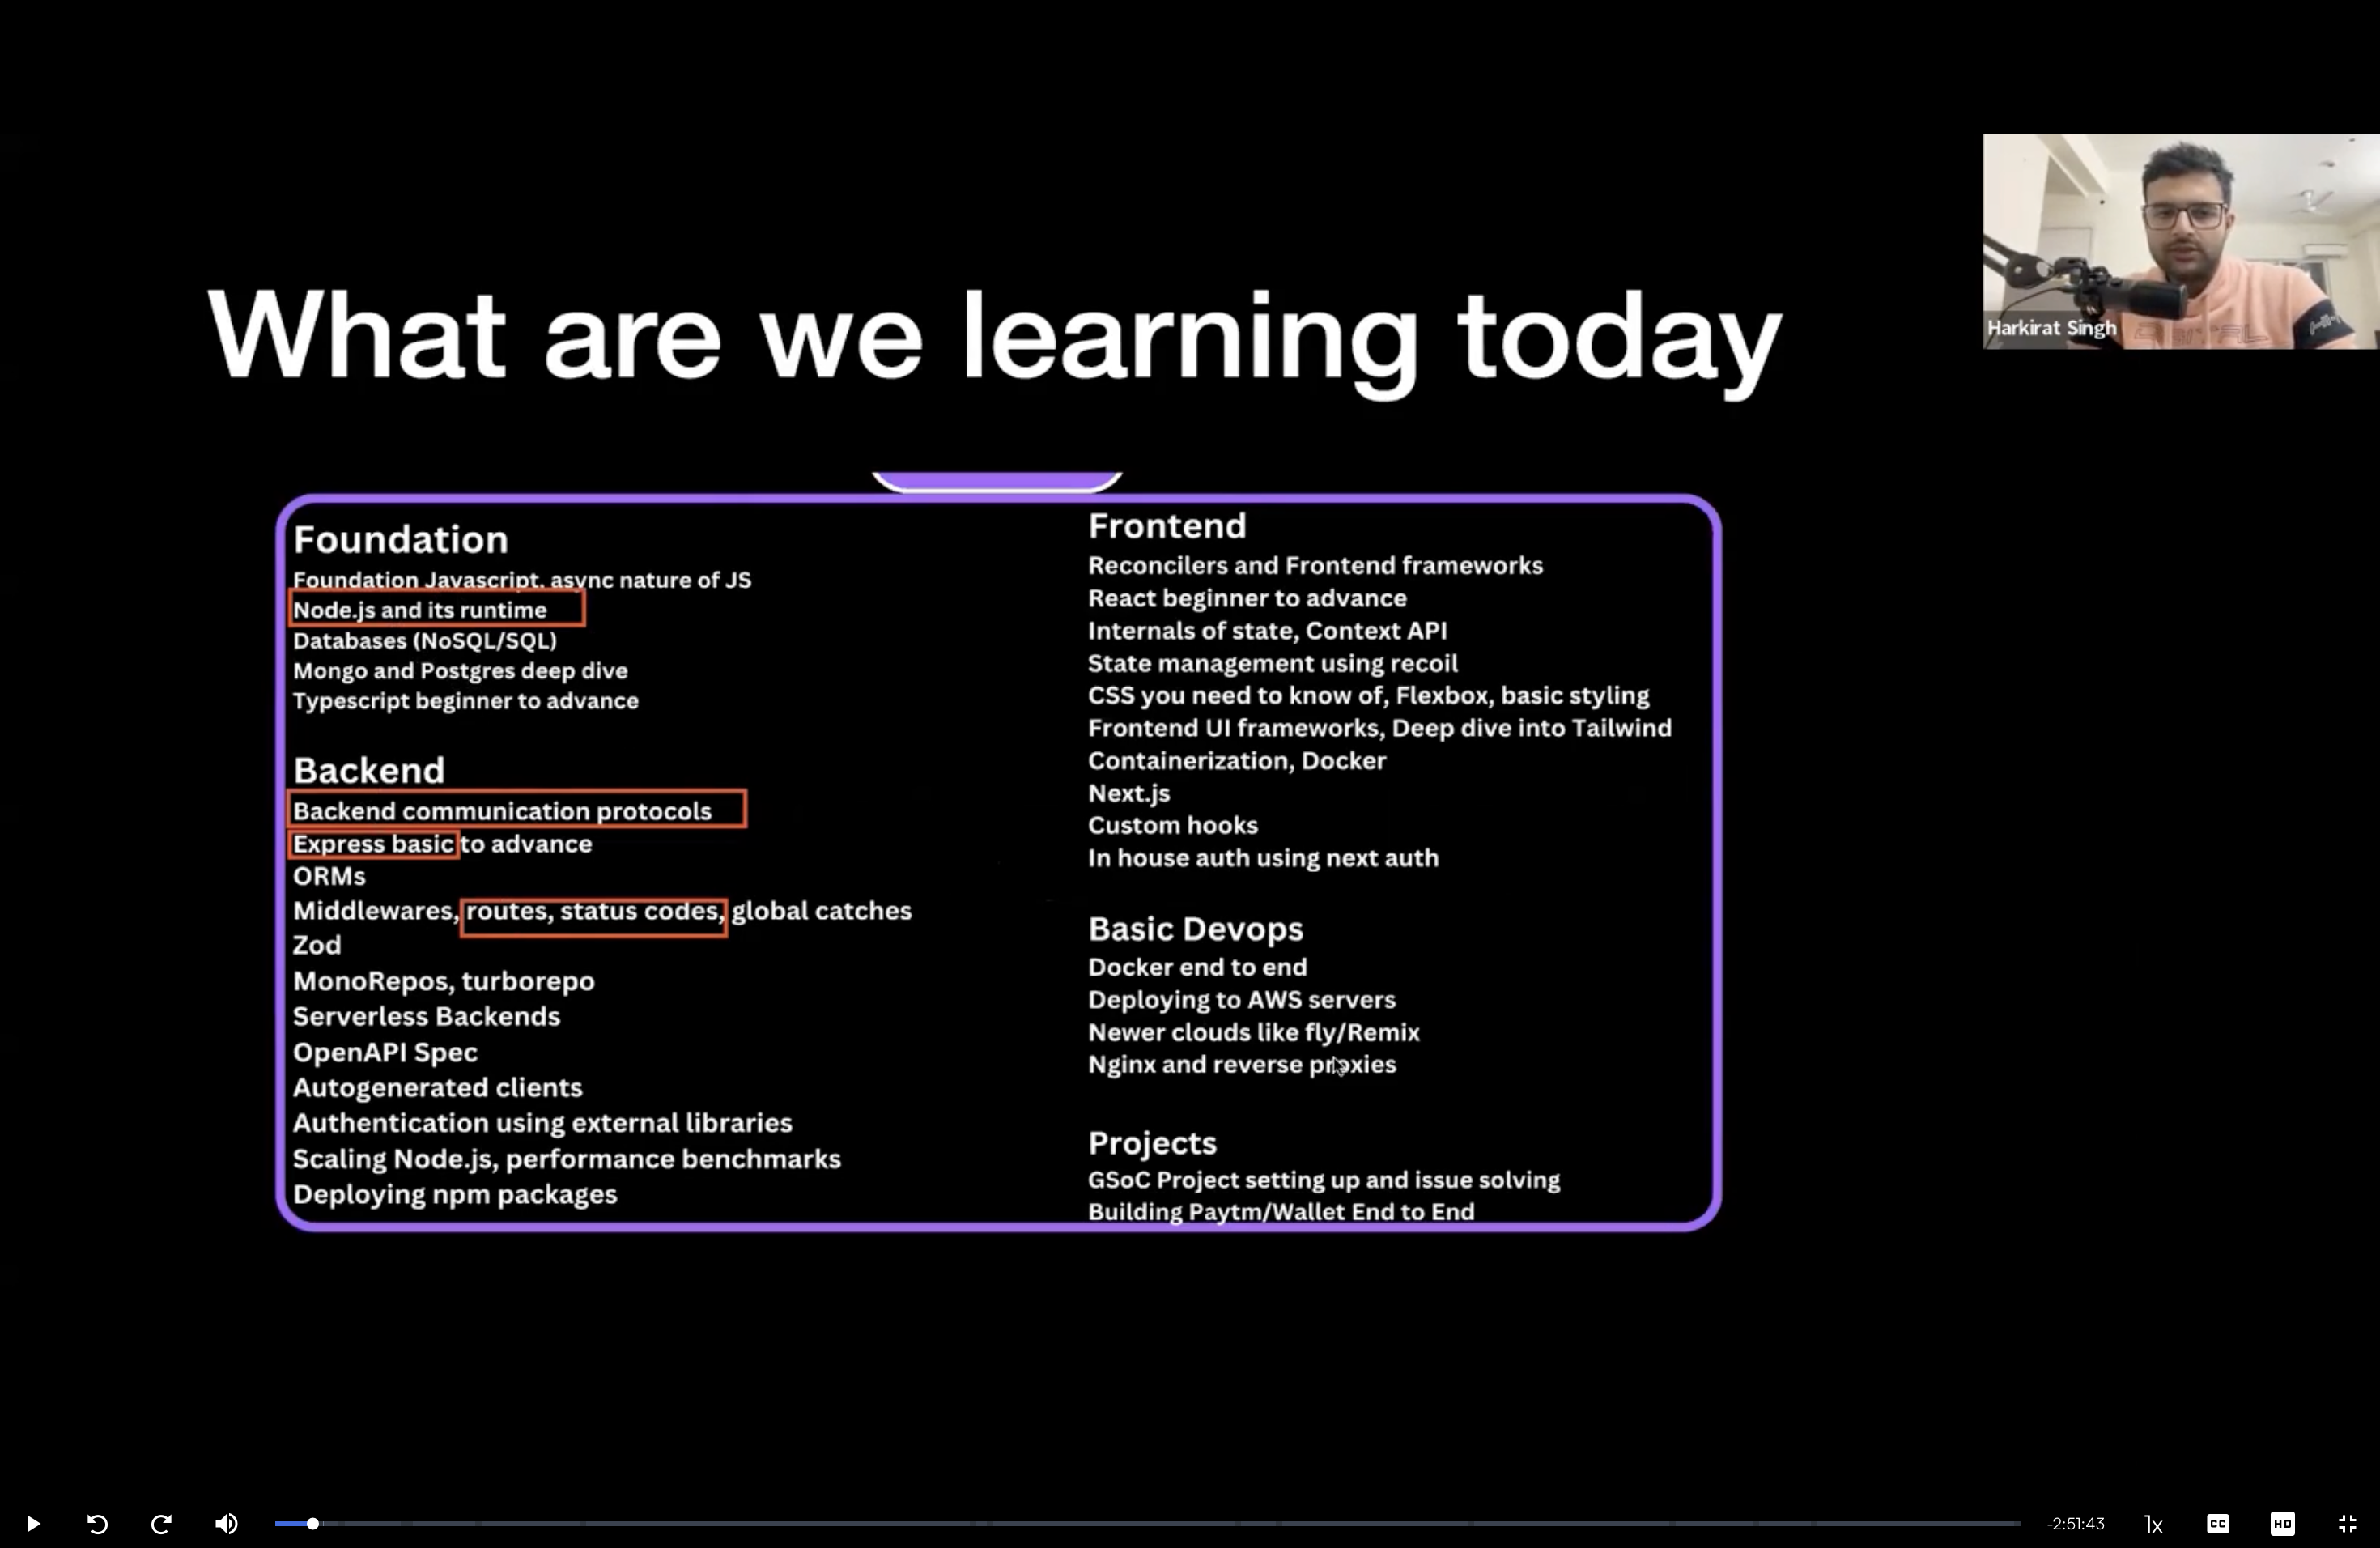 What are we learning today
Harkirat Singh
Foundation
Foundation Javascript, async nature of JS
Node.js and its runtime
Databases (NoSQL/SQL)
Mongo and Postgres deep dive
Typescript beginner to advance
Backend
Backend communication protocols
Express basic to advance
ORMs
Middlewares, routes, status codes, global catches
Zod
MonoRepos, turborepo
Serverless Backends
OpenAPI Spec
Autogenerated clients
Authentication using external libraries
Scaling Node.js, performance benchmarks
Deploying npm packages
Frontend
Reconcilers and Frontend frameworks
React beginner to advance
Internals of state, Context API
State management using recoil
CSS you need to know of, Flexbox, basic styling
Frontend UI frameworks, Deep dive into Tailwind
Containerization, Docker
Next.js
Custom hooks
In house auth using next auth
Basic Devops
Docker end to end
Deploying to AWS servers
Newer clouds like fly/Remix
Nginx and reverse proxies
Projects
GSoC Project setting up and issue solving
Building Paytm/Wallet End to End
-2:51:43
1x
CC
HD